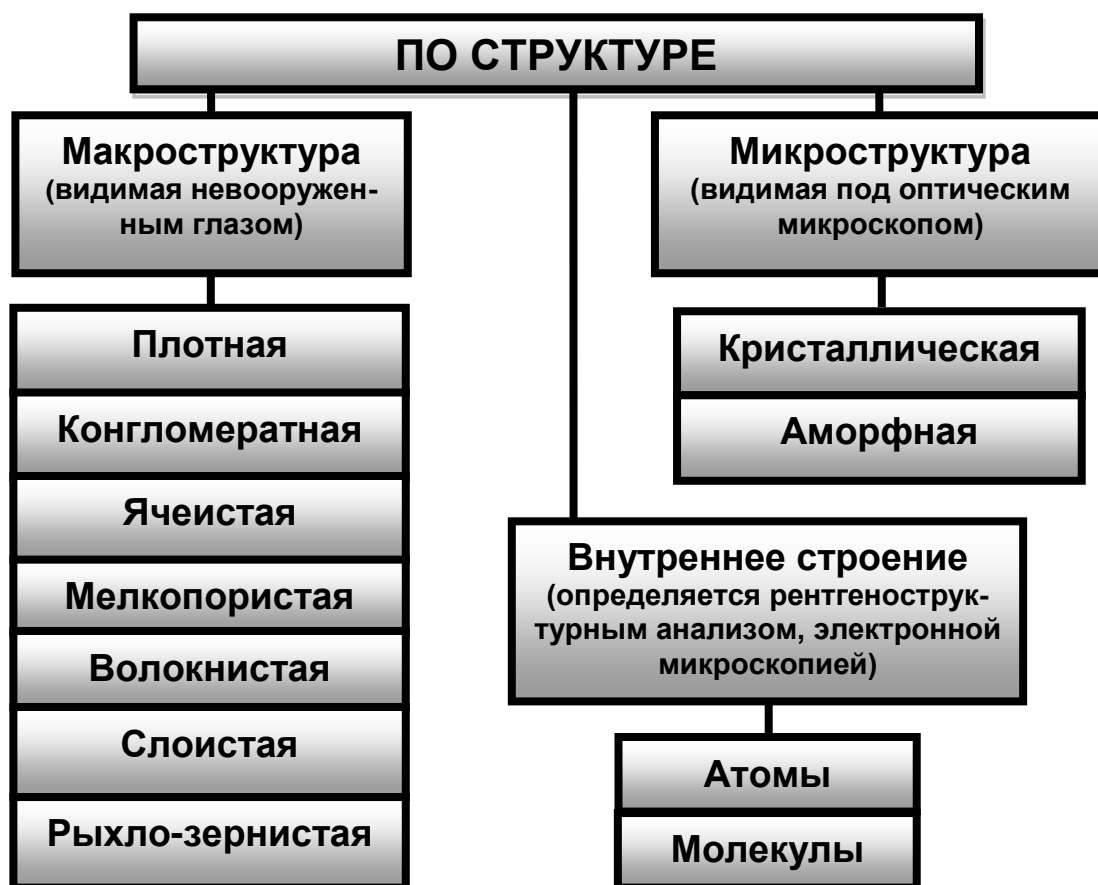 ПО СТРУКТУРЕ
Макроструктура
(видимая невооружен-
ным глазом)
Плотная
Конгломератная
Ячеистая
Мелкопористая
Волокнистая
Слоистая
Рыхло-зернистая
Микроструктура
(видимая под оптическим
микроскопом)
Кристаллическая
Аморфная
Внутреннее строение
(определяется рентгенострук-
турным анализом, электронной
микроскопией)
Атомы
Молекулы